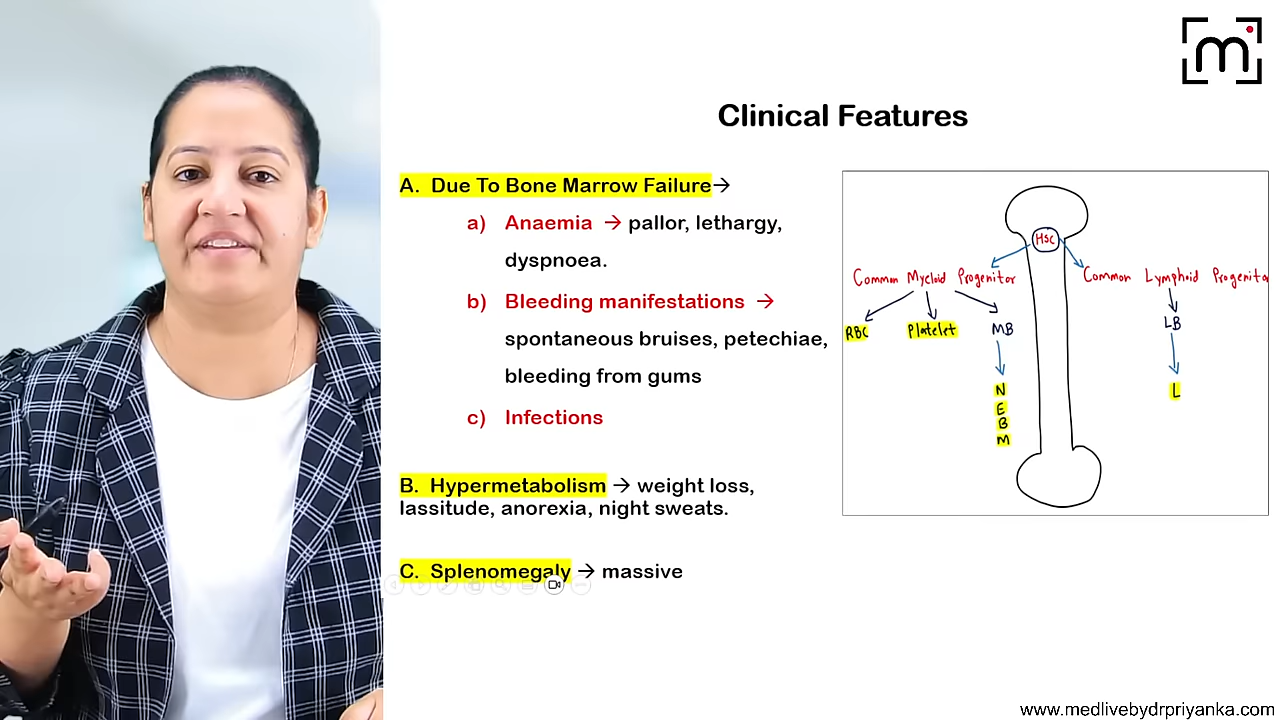 m
Clinical Features
A. Due To Bone Marrow Failure→
a) Anaemia → pallor, lethargy,
dyspnoea.
b) Bleeding manifestations →
spontaneous bruises, petechiae,
bleeding from gums
c) Infections
B. Hypermetabolism → weight loss,
lassitude, anorexia, night sweats.
C. Splenomegaly → massive
HSC
Common Myeloid Progenitor
Common Lymphoid Progenito
RBC
Platelet
MB
LB
N
E
B
M
L
www.medlivebydrpriyanka.com